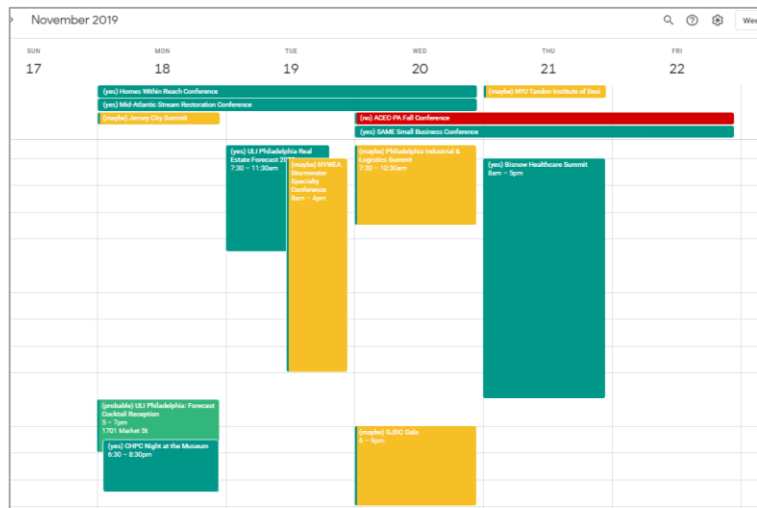 November 2019
Wee
SUN
MON
TUE
WED
THU
FRI
17
18
19
20
21
22
(yes) Homes Within Reach Conference
(maybe) NYU Tandon Institute of Desi
(yes) Mid-Atlantic Stream Restoration Conference
(maybe) Jersey City Summit
(no) ACEC-PA Fall Conference
(yes) SAME Small Business Conference
(yes) ULI Philadelphia Real
Estate Forecast 20
7:30 – 11:30am
(maybe) NYWEA
Stormwater
Specialty
Conference
8am – 4pm
(maybe) Philadelphia Industrial &
Logistics Summit
7:30 – 10:30am
(yes) Bisnow Healthcare Summit
8am – 5pm
(probable) ULI Philadelphia: Forecast
Cocktail Reception
5 – 7pm
1701 Market St
(yes) CHPC Night at the Museum
6:30 – 8:30pm
(maybe) GJDC Gala
6 – 9pm